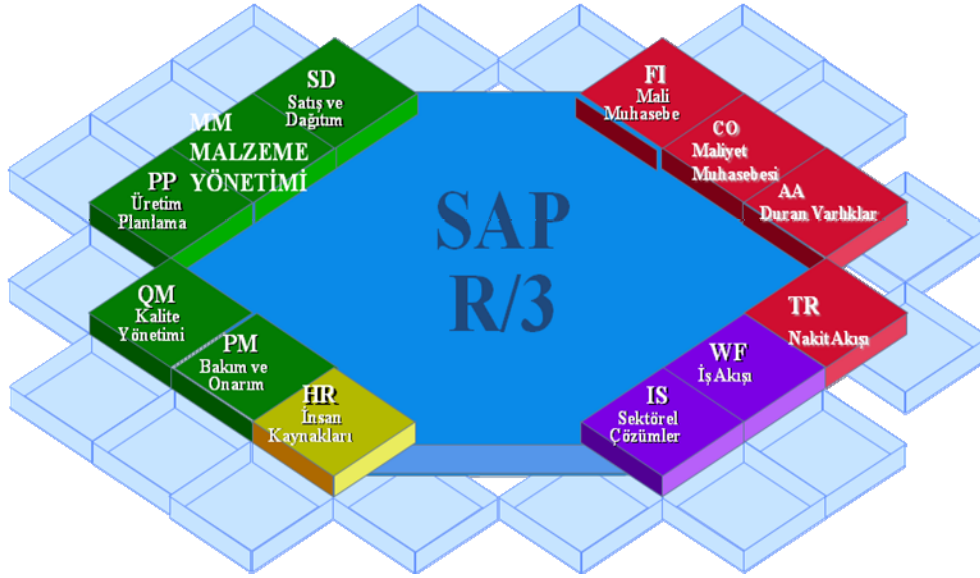 SD
Satış ve
Dağıtım
MM
MALZEME
YÖNETİMİ
PP
Üretim
Planlama
QM
Kalite
Yönetimi
PM
Bakım ve
Onarım
HR
İnsan
Kaynakları
SAP
R/3
FI
Mali
Muhasebe
CO
Maliyet
Muhasebesi
AA
Duran Varlıklar
TR
Nakit Akışı
WF
İş Akışı
IS
Sektörel
Çözümler